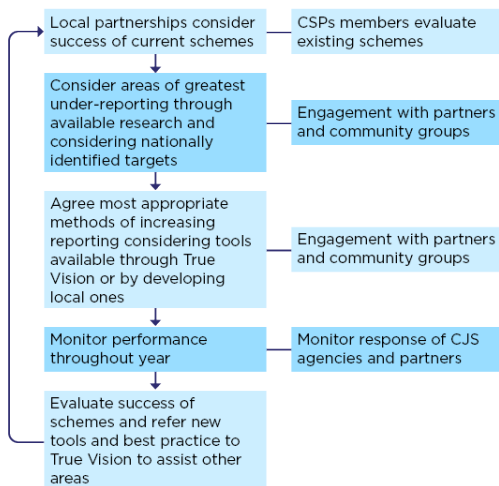 Local partnerships consider
success of current schemes
CSPs members evaluate
existing schemes
Consider areas of greatest
under-reporting through
available research and
considering nationally
identified targets
Engagement with partners
and community groups
Agree most appropriate
methods of increasing
reporting considering tools
available through True
Vision or by developing
local ones
Engagement with partners
and community groups
Monitor performance
throughout year
Monitor response of CJS
agencies and partners
Evaluate success of
schemes and refer new
tools and best practice to
True Vision to assist other
areas